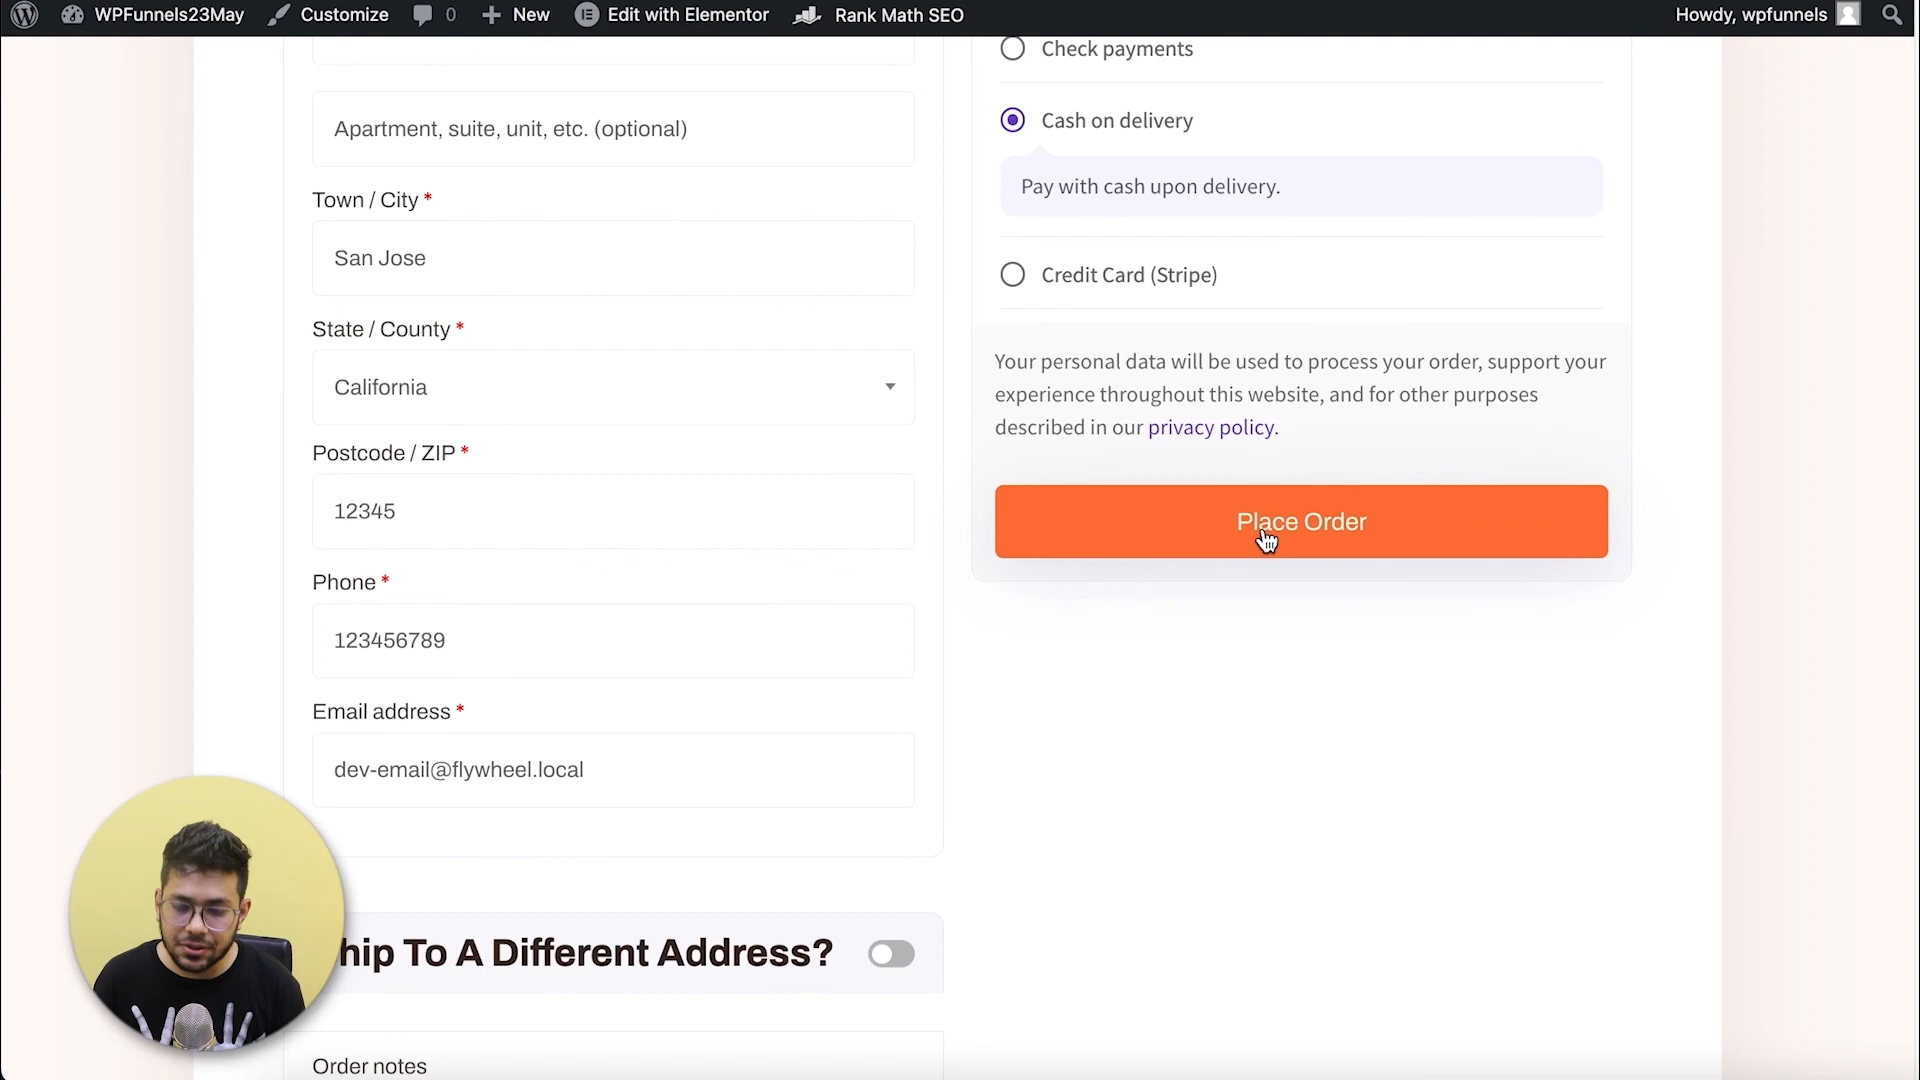 WPFunnels23May Customize 0 New Edit with Elementor Rank Math SEO Howdy, wpfunnels
Apartment, suite, unit, etc. (optional)
Town / City *
San Jose
State / County *
California
Postcode / ZIP *
12345
Phone *
123456789
Email address *
dev-email@flywheel.local
hip To A Different Address?
Order notes
Check payments
Cash on delivery
Pay with cash upon delivery.
Credit Card (Stripe)
Your personal data will be used to process your order, support your
experience throughout this website, and for other purposes
described in our privacy policy.
Place Order